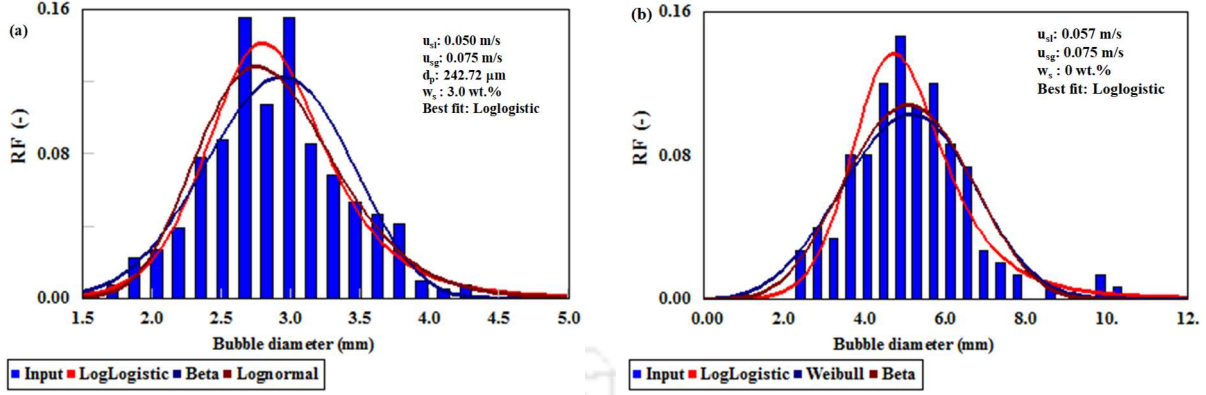 (a)
0.16
0.08
0.00
RF (-)
u_sl: 0.050 m/s
u_sg: 0.075 m/s
d_p: 242.72 µm
w_s : 3.0 wt.%
Best fit: Loglogistic
1.5 2.0 2.5 3.0 3.5 4.0 4.5 5.0
Bubble diameter (mm)
Input LogLogistic Beta Lognormal
(b)
0.16
0.08
0.00
RF (-)
u_sl: 0.057 m/s
u_sg: 0.075 m/s
w_s : 0 wt.%
Best fit: Loglogistic
0.00 2.0 4.0 6.0 8.0 10. 12.
Bubble diameter (mm)
Input LogLogistic Weibull Beta